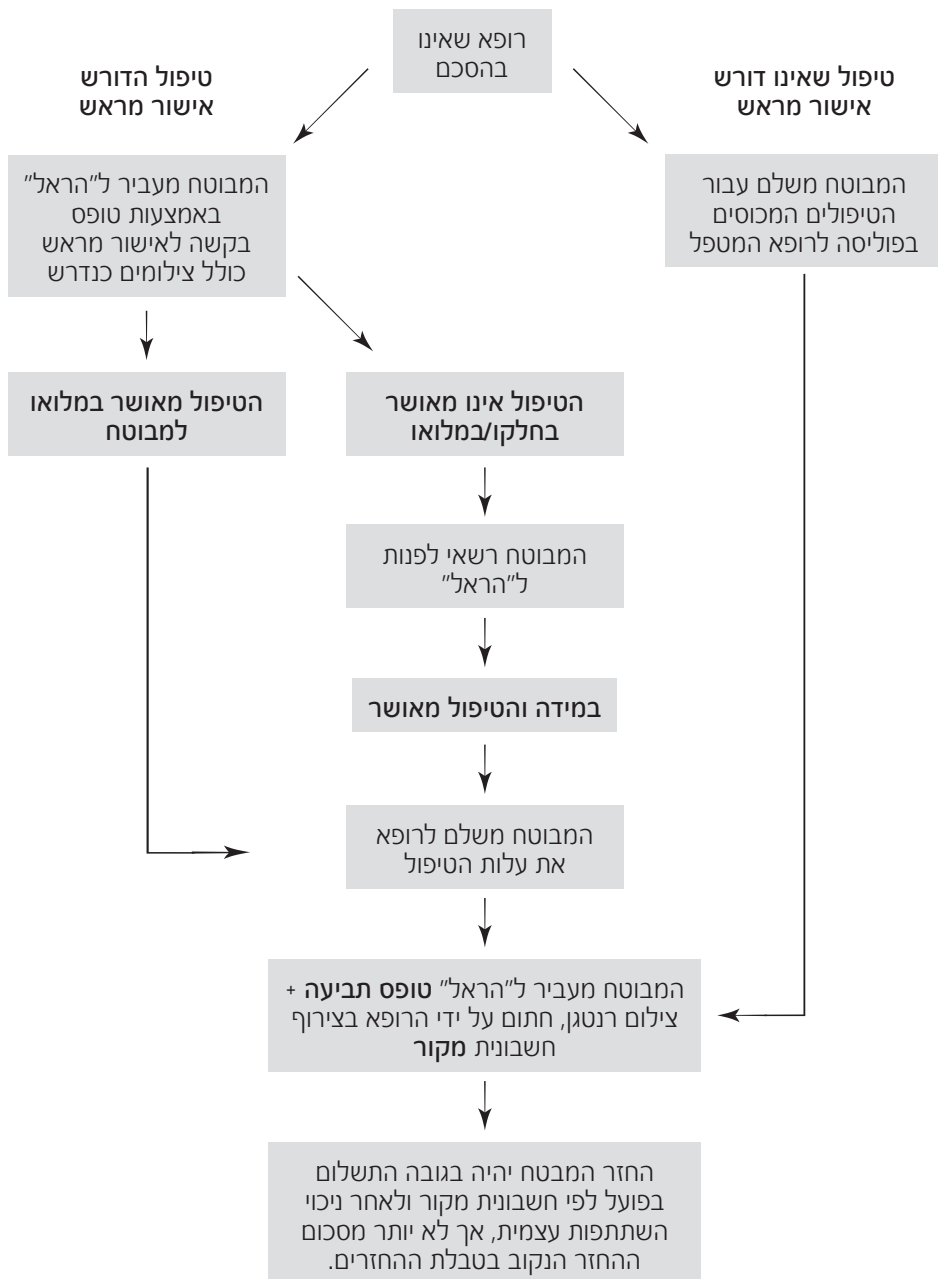 רופא שאינו
בהסכם
טיפול שאינו דורש
אישור מראש
טיפול הדורש
אישור מראש
המבוטח משלם עבור
הטיפולים המכוסים
בפוליסה לרופא המטפל
המבוטח מעביר ל"הראל"
באמצעות טופס
בקשה לאישור מראש
כולל צילומים כנדרש
הטיפול אינו מאושר
בחלקו/במלואו
הטיפול מאושר במלואו
למבוטח
המבוטח רשאי לפנות
ל"הראל"
במידה והטיפול מאושר
המבוטח משלם לרופא
את עלות הטיפול
המבוטח מעביר ל"הראל" טופס תביעה +
צילום רנטגן, חתום על ידי הרופא בצירוף
חשבונית מקור
החזר המבטח יהיה בגובה התשלום
בפועל לפי חשבונית מקור ולאחר ניכוי
השתתפות עצמית, אך לא יותר מסכום
ההחזר הנקוב בטבלת ההחזרים.